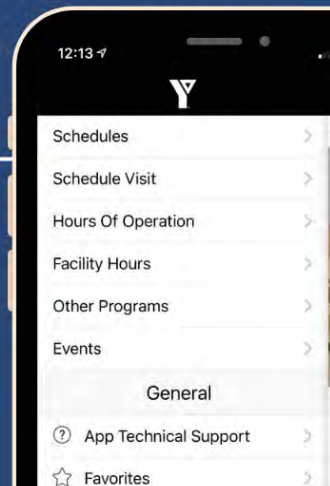 12:13
Y
Schedules
Schedule Visit
Hours Of Operation
Facility Hours
Other Programs
Events
General
? App Technical Support
Favorites